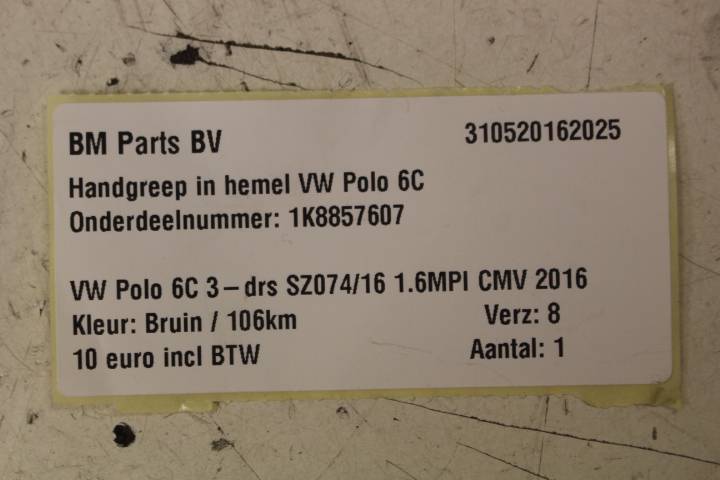 BM Parts BV 310520162025
Handgreep in hemel VW Polo 6C
Onderdeelnummer: 1K8857607
VW Polo 6C 3-drs SZ074/16 1.6MPI CMV 2016
Kleur: Bruin / 106km Verz: 8
10 euro incl BTW Aantal: 1